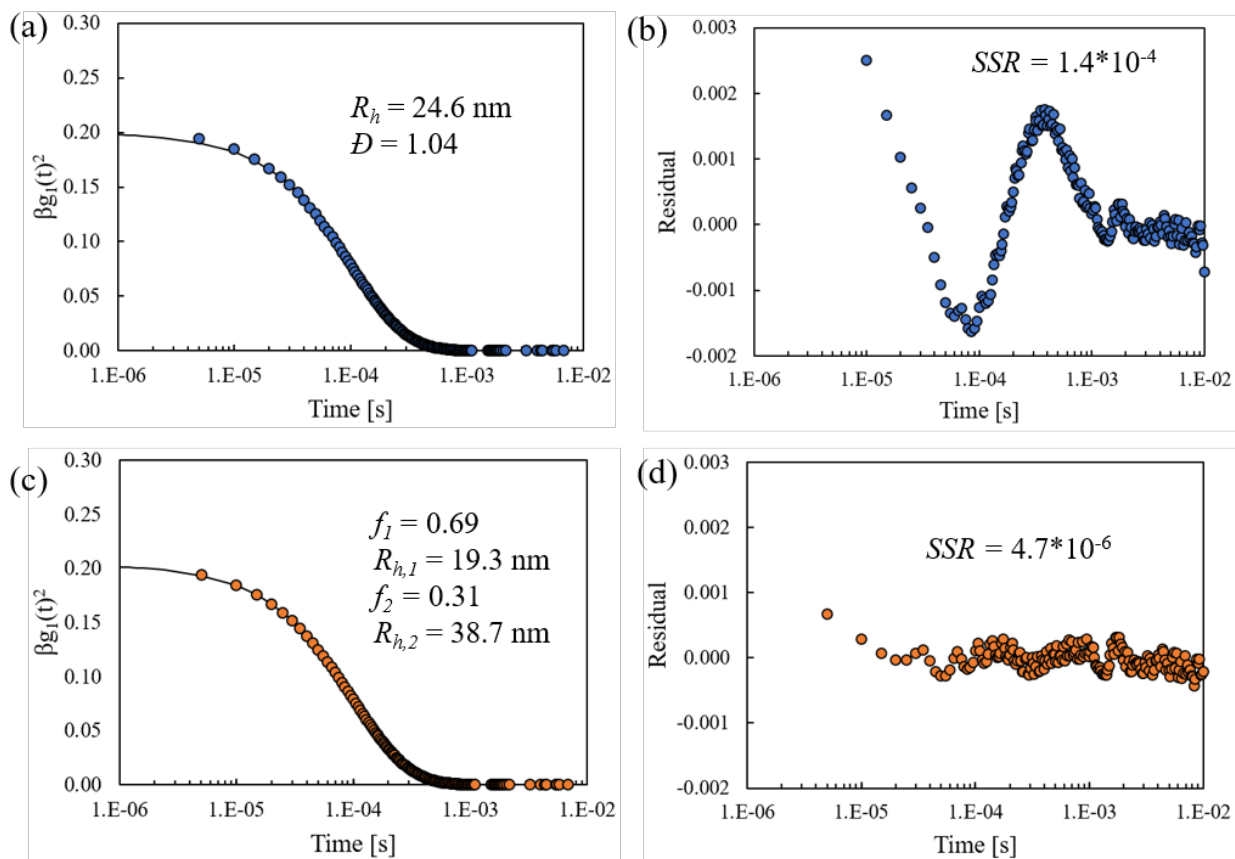 (a)
0.30
0.25
0.20
0.15
0.10
0.05
0.00
βg₁(t)²
R_h = 24.6 nm
Đ = 1.04
1.E-06 1.E-05 1.E-04 1.E-03 1.E-02
Time [s]
(b)
0.003
0.002
0.001
0.000
-0.001
-0.002
Residual
SSR = 1.4*10⁻⁴
1.E-06 1.E-05 1.E-04 1.E-03 1.E-02
Time [s]
(c)
0.30
0.25
0.20
0.15
0.10
0.05
0.00
βg₁(t)²
f₁ = 0.69
R_h,1 = 19.3 nm
f₂ = 0.31
R_h,2 = 38.7 nm
1.E-06 1.E-05 1.E-04 1.E-03 1.E-02
Time [s]
(d)
0.003
0.002
0.001
0.000
-0.001
-0.002
Residual
SSR = 4.7*10⁻⁶
1.E-06 1.E-05 1.E-04 1.E-03 1.E-02
Time [s]